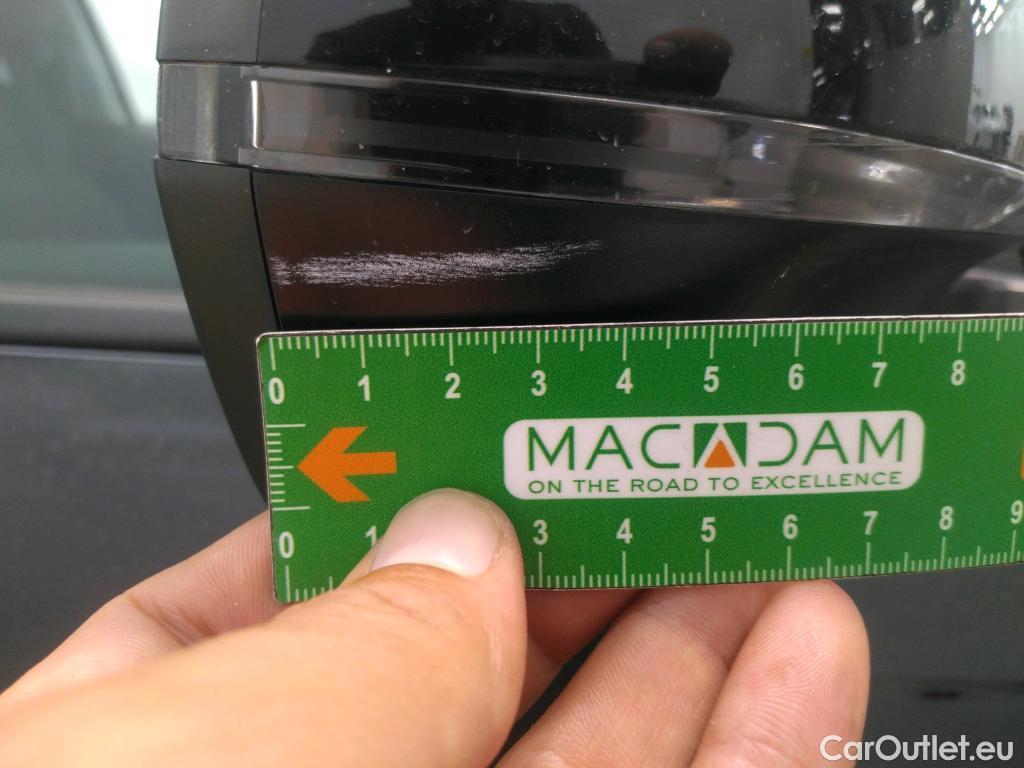 0 1 2 3 4 5 6 7 8
MACADAM
ON THE ROAD TO EXCELLENCE
0 1 3 4 5 6 7 8 9
CarOutlet.eu